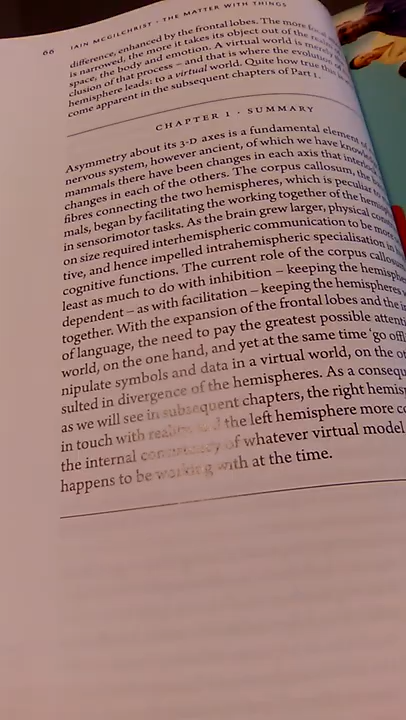 66 IAIN MCGILCHRIST · THE MATTER WITH THINGS
difference, enhanced by the frontal lobes. The more
is narrowed, the more it takes its object out of the
space, the body and emotion. A virtual world is
clusion of that process – and that is where the evolution
hemisphere leads: to a virtual world. Quite how true this
come apparent in the subsequent chapters of Part 1.
CHAPTER 1 · SUMMARY
Asymmetry about its 3-D axes is a fundamental element
nervous system, however ancient, of which we have
mammals there have been changes in each axis that
changes in each of the others. The corpus callosum, the
fibres connecting the two hemispheres, which is peculiar
mals, began by facilitating the working together of the
in sensorimotor tasks. As the brain grew larger, physical
on size required interhemispheric communication to be more
tive, and hence impelled intrahemispheric specialisation in
cognitive functions. The current role of the corpus
least as much to do with inhibition – keeping the
dependent – as with facilitation – keeping the hemispheres
together. With the expansion of the frontal lobes and the
of language, the need to pay the greatest possible
world, on the one hand, and yet at the same time ‘go
nipulate symbols and data in a virtual world, on the
sulted in divergence of the hemispheres. As a
as we will see in subsequent chapters, the right
in touch with reality, and the left hemisphere more
the internal consistency of whatever virtual model
happens to be working with at the time.